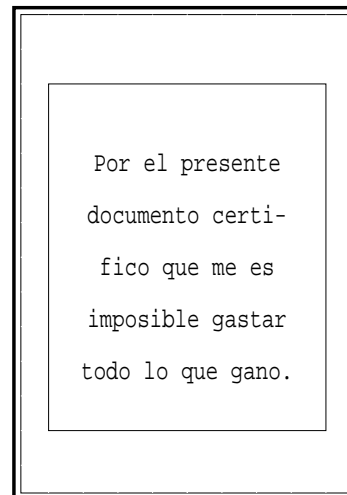 Por el presente
documento certi-
fico que me es
imposible gastar
todo lo que gano.